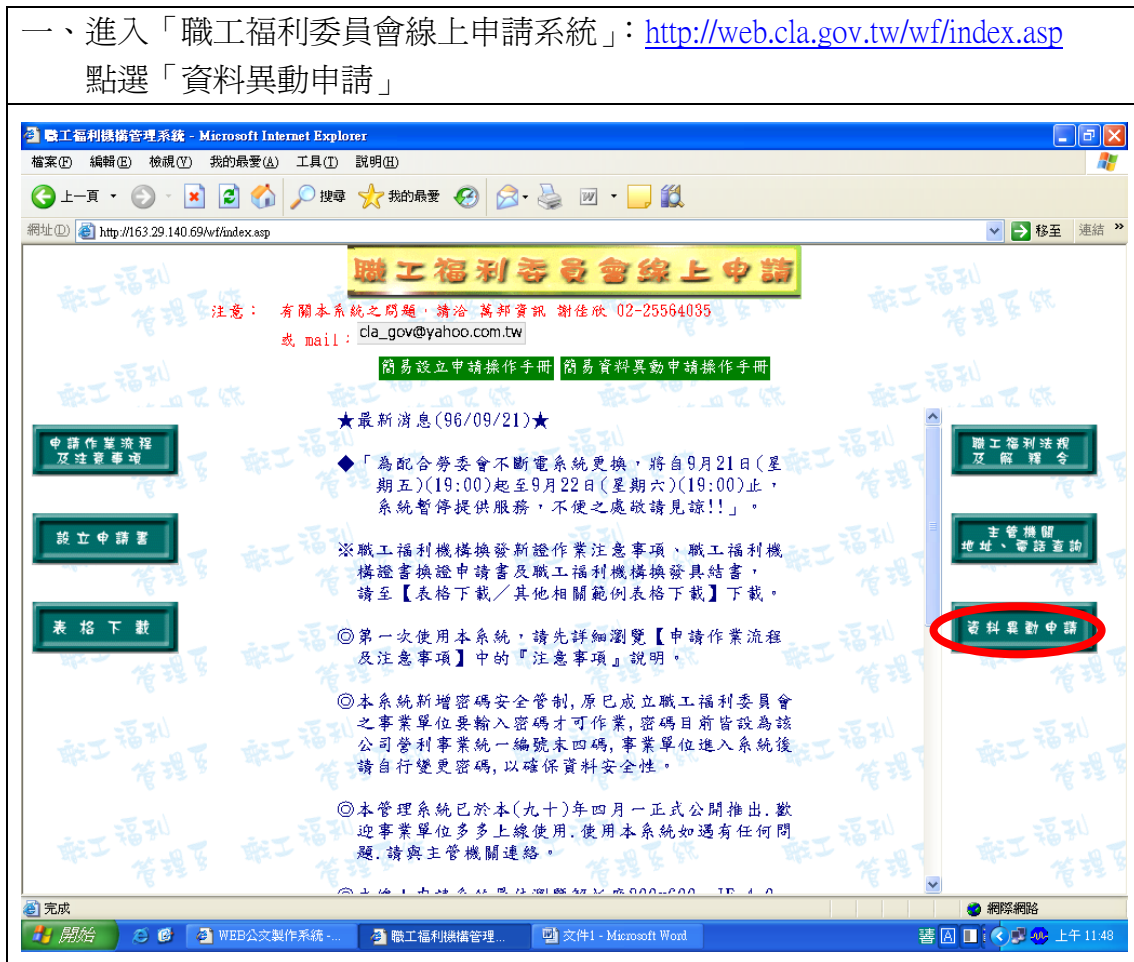 一、進入「職工福利委員會線上申請系統」：http://web.cla.gov.tw/wf/index.asp
點選「資料異動申請」
職工福利機構管理系統 - Microsoft Internet Explorer
檔案(F) 編輯(E) 檢視(V) 我的最愛(A) 工具(T) 說明(H)
上一頁 搜尋 我的最愛
網址(D) http://163.29.140.69/wf/index.asp 移至 連結 »
職工福利委員會線上申請
注意： 有關本系統之問題，請洽 萬邦資訊 謝佳欣 02-25564035
或 mail：cla_gov@yahoo.com.tw
簡易設立申請操作手冊 簡易資料異動申請操作手冊
申請作業流程
及注意事項
設立申請書
表格下載
★最新消息(96/09/21)★
◆「為配合勞委會不斷電系統更換，將自9月21日(星
期五)(19:00)起至9月22日(星期六)(19:00)止，
系統暫停提供服務，不便之處敬請見諒!!」。
※職工福利機構換發新證作業注意事項、職工福利機
構證書換證申請書及職工福利機構換發具結書，
請至【表格下載／其他相關範例表格下載】下載。
◎第一次使用本系統，請先詳細瀏覽【申請作業流程
及注意事項】中的『注意事項』說明。
◎本系統新增密碼安全管制,原已成立職工福利委員會
之事業單位要輸入密碼才可作業,密碼目前皆設為該
公司營利事業統一編號末四碼,事業單位進入系統後
請自行變更密碼,以確保資料安全性。
◎本管理系統已於本(九十)年四月一正式公開推出.歡
迎事業單位多多上線使用.使用本系統如遇有任何問
題.請與主管機關連絡。
職工福利法規
及解釋令
主管機關
地址、電話查詢
資料異動申請
完成 網際網路
開始 WEB公文製作系統 -... 職工福利機構管理... 文件1 - Microsoft Word 上午 11:48